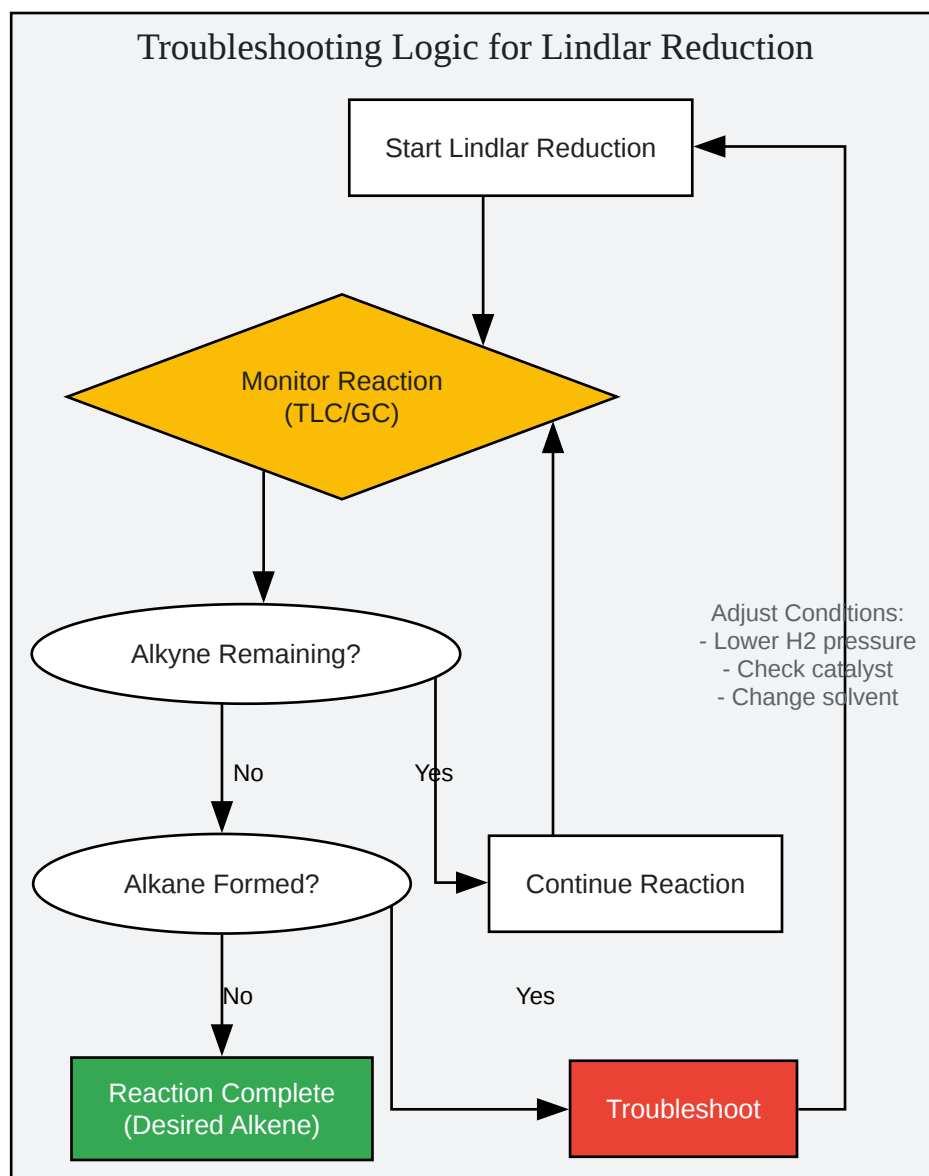 Troubleshooting Logic for Lindlar Reduction
Start Lindlar Reduction
Monitor Reaction
(TLC/GC)
Adjust Conditions:
- Lower H2 pressure
- Check catalyst
- Change solvent
Alkyne Remaining?
No
Yes
Alkane Formed?
Continue Reaction
No
Yes
Reaction Complete
(Desired Alkene)
Troubleshoot